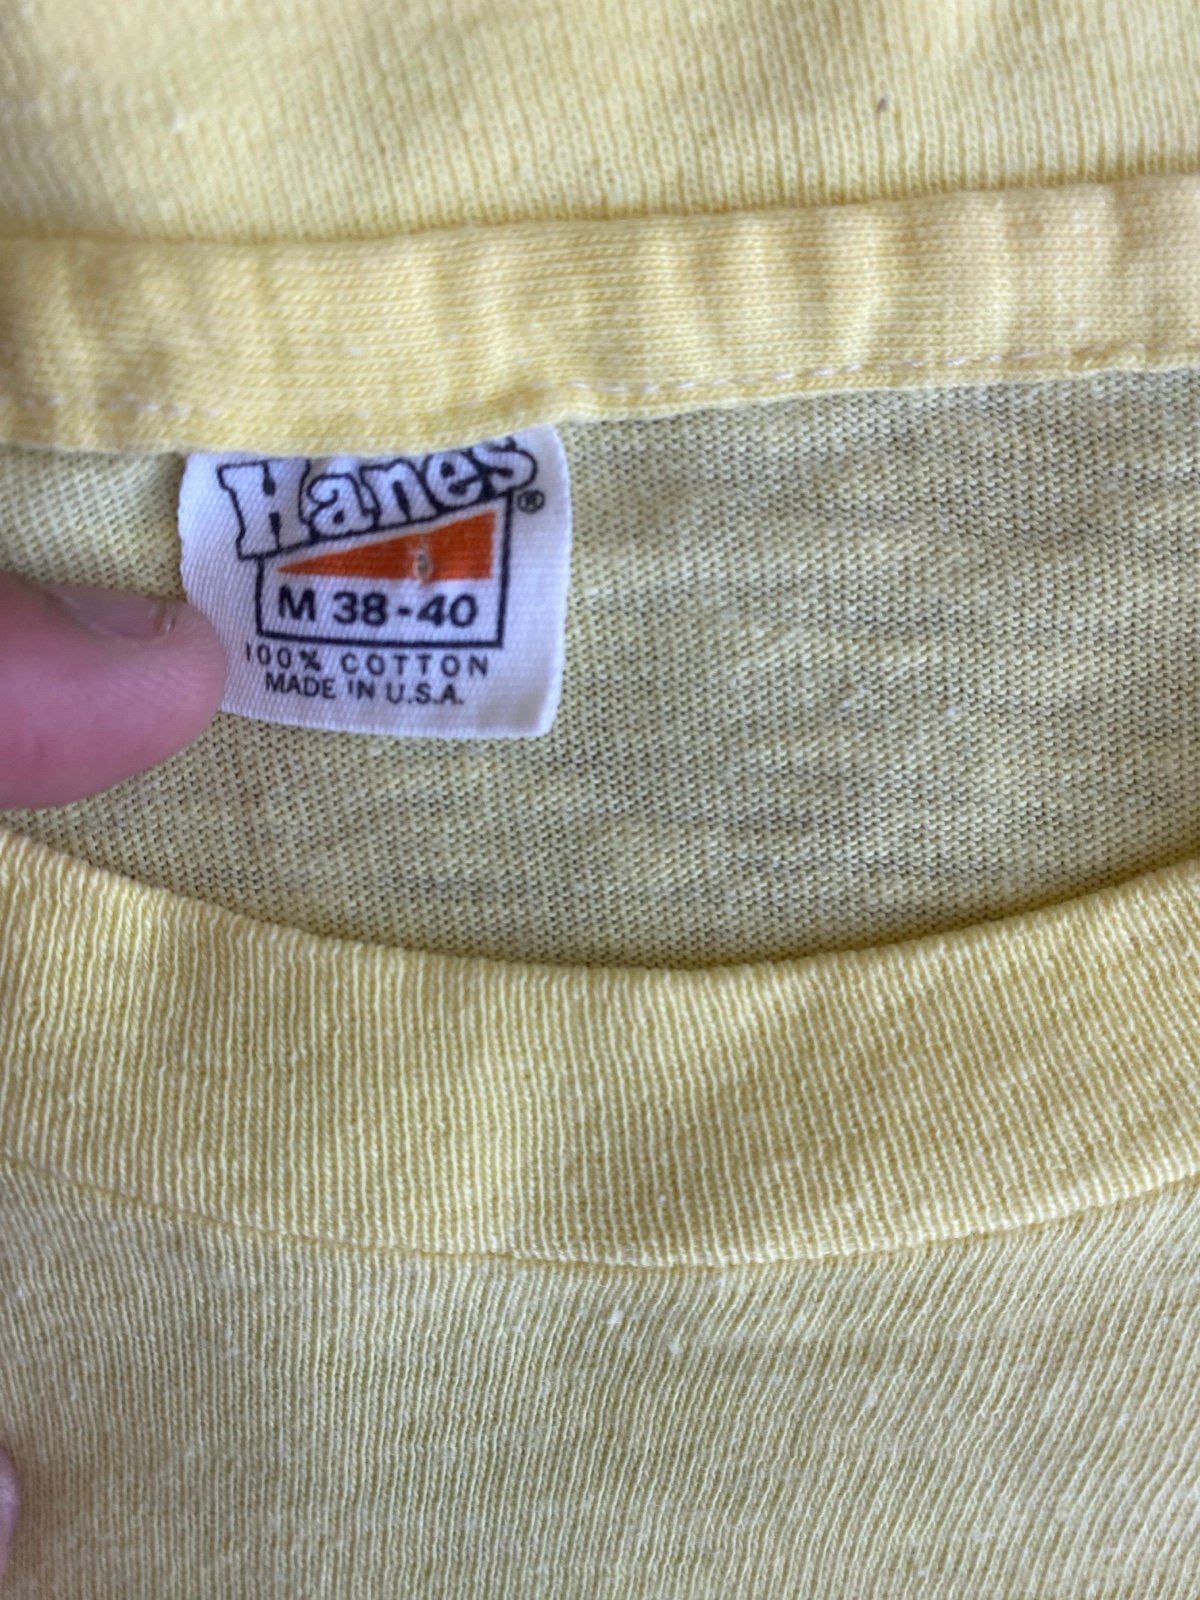 Hanes®
M 38-40
100% COTTON
MADE IN U.S.A.